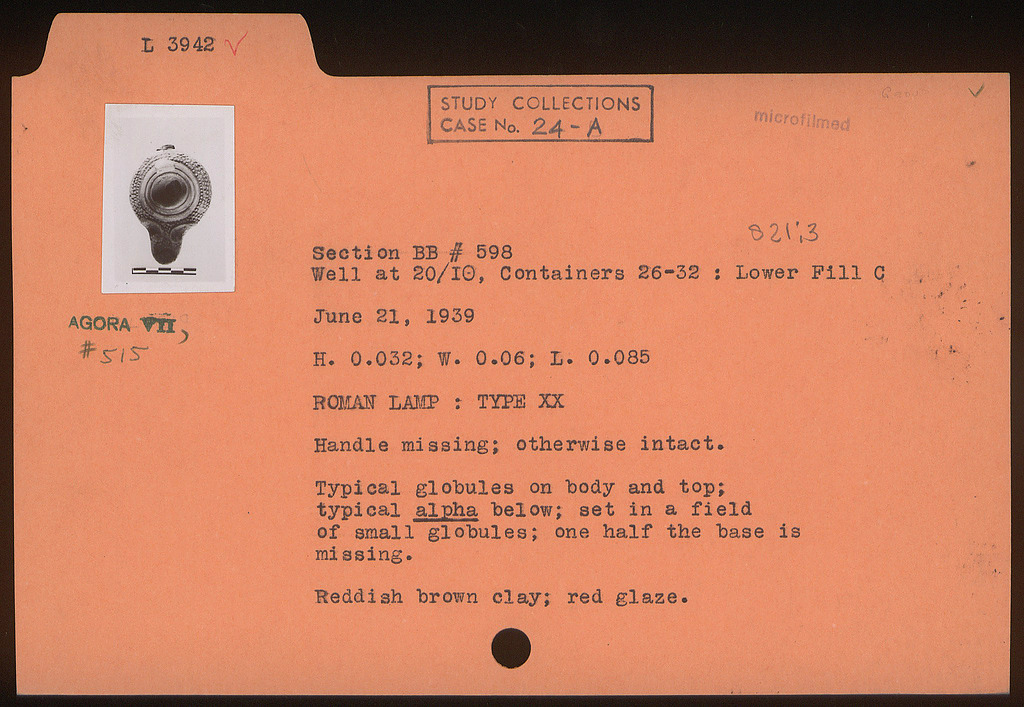 L 3942 ✓
STUDY COLLECTIONS
CASE No. 24-A
microfilmed
821;3
Section BB # 598
Well at 20/IO, Containers 26-32 : Lower Fill C
June 21, 1939
AGORA VII,
#515
H. 0.032; W. 0.06; L. 0.085
ROMAN LAMP : TYPE XX
Handle missing; otherwise intact.
Typical globules on body and top;
typical alpha below; set in a field
of small globules; one half the base is
missing.
Reddish brown clay; red glaze.